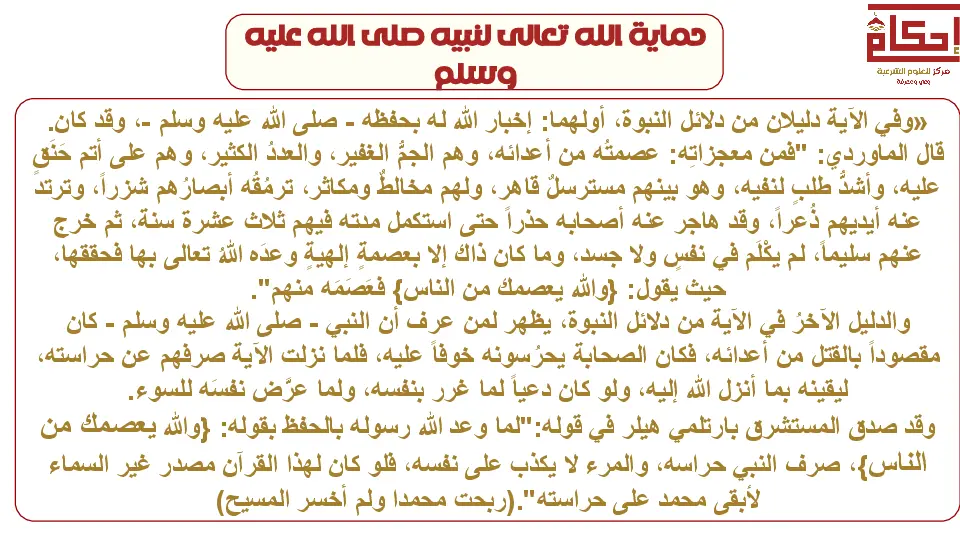 إحكام
مركز للعلوم الشرعية
وعي ومعرفة
حماية الله تعالى لنبيه صلى الله عليه
وسلم
«وفي الآية دليلان من دلائل النبوة، أولهما: إخبار الله له بحفظه - صلى الله عليه وسلم -، وقد كان.
قال الماوردي: "فمن معجزاتِه: عصمتُه من أعدائه، وهم الجمُّ الغفير، والعددُ الكثير، وهم على أتم حَنَقٍ
عليه، وأشدُّ طلبٍ لنفيه، وهو بينهم مسترسلٌ قاهر، ولهم مخالطٌ ومكاثر، ترمُقُه أبصارُهم شزراً، وترتد
عنه أيديهم ذُعراً، وقد هاجر عنه أصحابه حذراً حتى استكمل مدته فيهم ثلاث عشرة سنة، ثم خرج
عنهم سليماً، لم يكْلَم في نفسٍ ولا جسد، وما كان ذاك إلا بعصمةٍ إلهيةٍ وعدَه اللهُ تعالى بها فحققها،
حيث يقول: {والله يعصمك من الناس} فعَصَمَه منهم".
والدليل الآخرُ في الآية من دلائل النبوة، يظهر لمن عرف أن النبي - صلى الله عليه وسلم - كان
مقصوداً بالقتل من أعدائه، فكان الصحابة يحرُسونه خوفاً عليه، فلما نزلت الآية صرفهم عن حراسته،
ليقينه بما أنزل الله إليه، ولو كان دعياً لما غرر بنفسه، ولما عرَّض نفسَه للسوء.
وقد صدق المستشرق بارتلمي هيلر في قوله:"لما وعد الله رسوله بالحفظ بقوله: {والله يعصمك من
الناس}، صرف النبي حراسه، والمرء لا يكذب على نفسه، فلو كان لهذا القرآن مصدر غير السماء
لأبقى محمد على حراسته".(ربحت محمدا ولم أخسر المسيح)